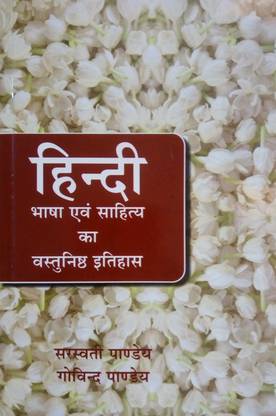 हिन्दी
भाषा एवं साहित्य
का
वस्तुनिष्ठ इतिहास
सरस्वती पाण्डेय
गोविन्द पाण्डेय